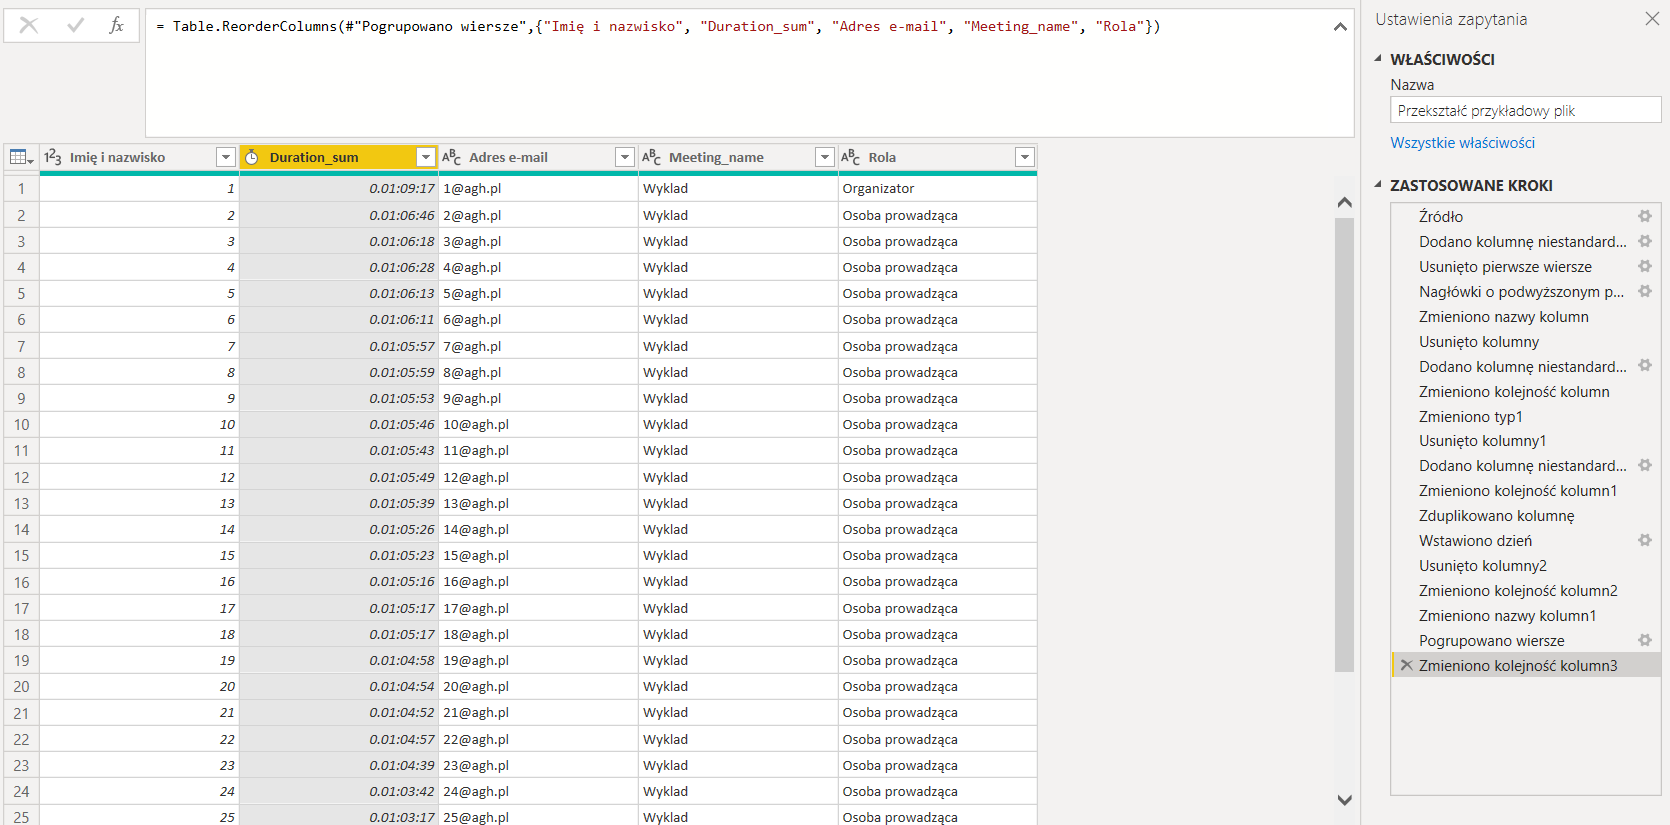 fx
= Table.ReorderColumns(#"Pogrupowano wiersze",{"Imię i nazwisko", "Duration_sum", "Adres e-mail", "Meeting_name", "Rola"})
1²3 Imię i nazwisko Duration_sum ABC Adres e-mail ABC Meeting_name ABC Rola
1 1 0.01:09:17 1@agh.pl Wyklad Organizator
2 2 0.01:06:46 2@agh.pl Wyklad Osoba prowadząca
3 3 0.01:06:18 3@agh.pl Wyklad Osoba prowadząca
4 4 0.01:06:28 4@agh.pl Wyklad Osoba prowadząca
5 5 0.01:06:13 5@agh.pl Wyklad Osoba prowadząca
6 6 0.01:06:11 6@agh.pl Wyklad Osoba prowadząca
7 7 0.01:05:57 7@agh.pl Wyklad Osoba prowadząca
8 8 0.01:05:59 8@agh.pl Wyklad Osoba prowadząca
9 9 0.01:05:53 9@agh.pl Wyklad Osoba prowadząca
10 10 0.01:05:46 10@agh.pl Wyklad Osoba prowadząca
11 11 0.01:05:43 11@agh.pl Wyklad Osoba prowadząca
12 12 0.01:05:49 12@agh.pl Wyklad Osoba prowadząca
13 13 0.01:05:39 13@agh.pl Wyklad Osoba prowadząca
14 14 0.01:05:26 14@agh.pl Wyklad Osoba prowadząca
15 15 0.01:05:23 15@agh.pl Wyklad Osoba prowadząca
16 16 0.01:05:16 16@agh.pl Wyklad Osoba prowadząca
17 17 0.01:05:17 17@agh.pl Wyklad Osoba prowadząca
18 18 0.01:05:17 18@agh.pl Wyklad Osoba prowadząca
19 19 0.01:04:58 19@agh.pl Wyklad Osoba prowadząca
20 20 0.01:04:54 20@agh.pl Wyklad Osoba prowadząca
21 21 0.01:04:52 21@agh.pl Wyklad Osoba prowadząca
22 22 0.01:04:57 22@agh.pl Wyklad Osoba prowadząca
23 23 0.01:04:39 23@agh.pl Wyklad Osoba prowadząca
24 24 0.01:03:42 24@agh.pl Wyklad Osoba prowadząca
25 25 0.01:03:17 25@agh.pl Wyklad Osoba prowadząca
Ustawienia zapytania
WŁAŚCIWOŚCI
Nazwa
Przekształć przykładowy plik
Wszystkie właściwości
ZASTOSOWANE KROKI
Źródło
Dodano kolumnę niestandard...
Usunięto pierwsze wiersze
Nagłówki o podwyższonym p...
Zmieniono nazwy kolumn
Usunięto kolumny
Dodano kolumnę niestandard...
Zmieniono kolejność kolumn
Zmieniono typ1
Usunięto kolumny1
Dodano kolumnę niestandard...
Zmieniono kolejność kolumn1
Zduplikowano kolumnę
Wstawiono dzień
Usunięto kolumny2
Zmieniono kolejność kolumn2
Zmieniono nazwy kolumn1
Pogrupowano wiersze
Zmieniono kolejność kolumn3